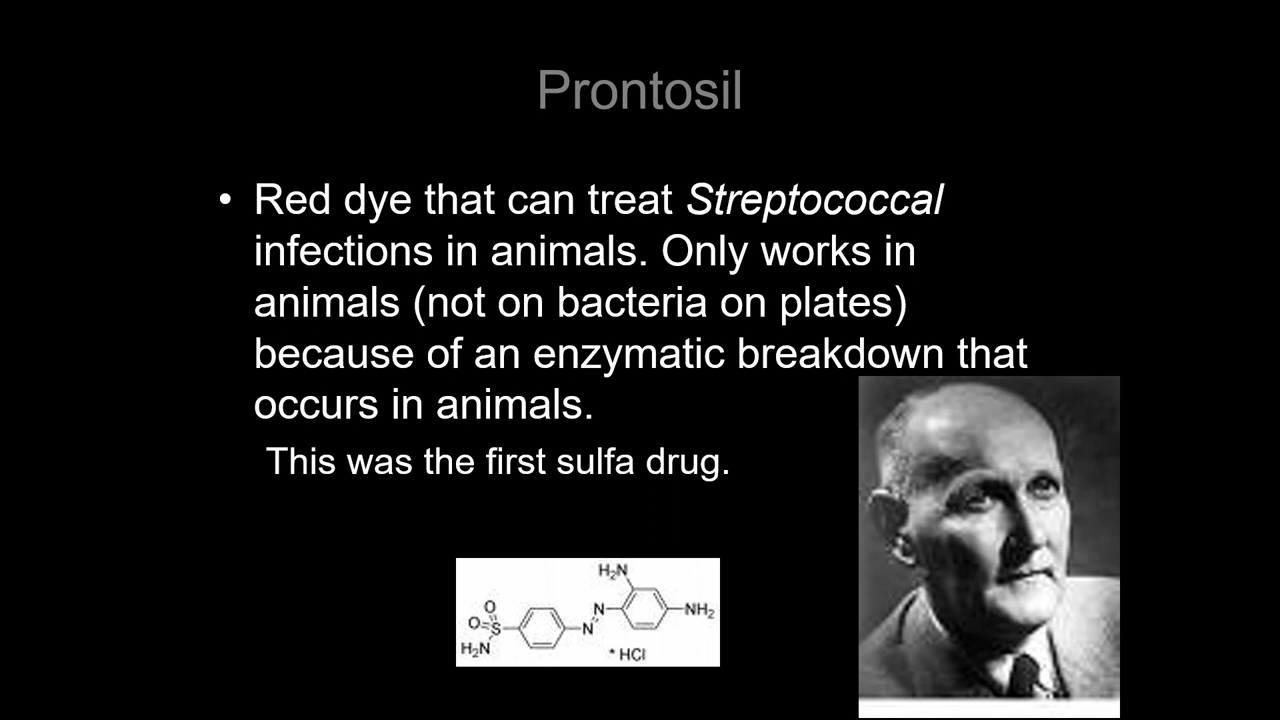 Prontosil
• Red dye that can treat Streptococcal
infections in animals. Only works in
animals (not on bacteria on plates)
because of an enzymatic breakdown that
occurs in animals.
This was the first sulfa drug.
H₂N
N
NH₂
O
O=S
N
H₂N
* HCl